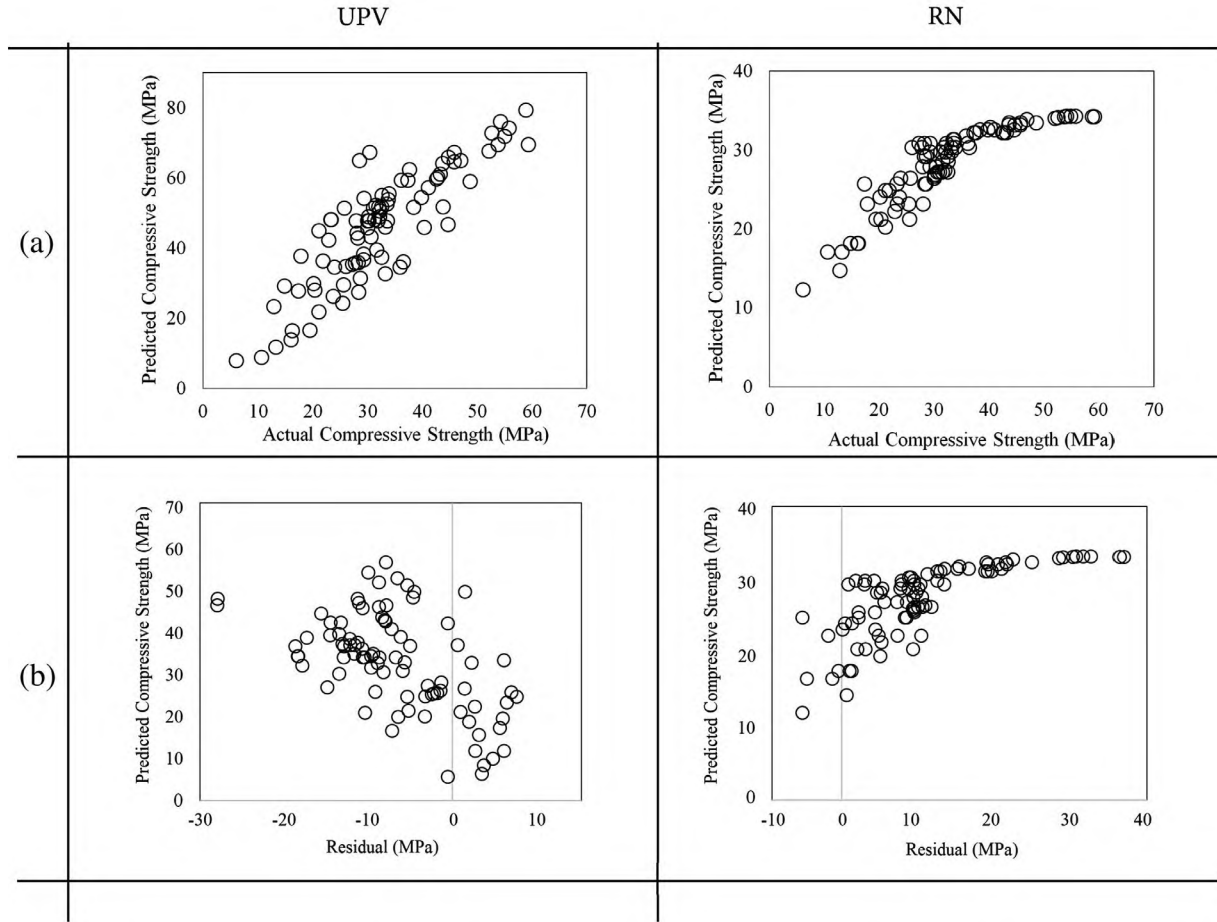 UPV RN
(a)
Predicted Compressive Strength (MPa)
80
60
40
20
0
0 10 20 30 40 50 60 70
Actual Compressive Strength (MPa)
Predicted Compressive Strength (MPa)
40
30
20
10
0
0 10 20 30 40 50 60 70
Actual Compressive Strength (MPa)
(b)
Predicted Compressive Strength (MPa)
70
60
50
40
30
20
10
0
-30 -20 -10 0 10
Residual (MPa)
Predicted Compressive Strength (MPa)
40
30
20
10
0
-10 0 10 20 30 40
Residual (MPa)